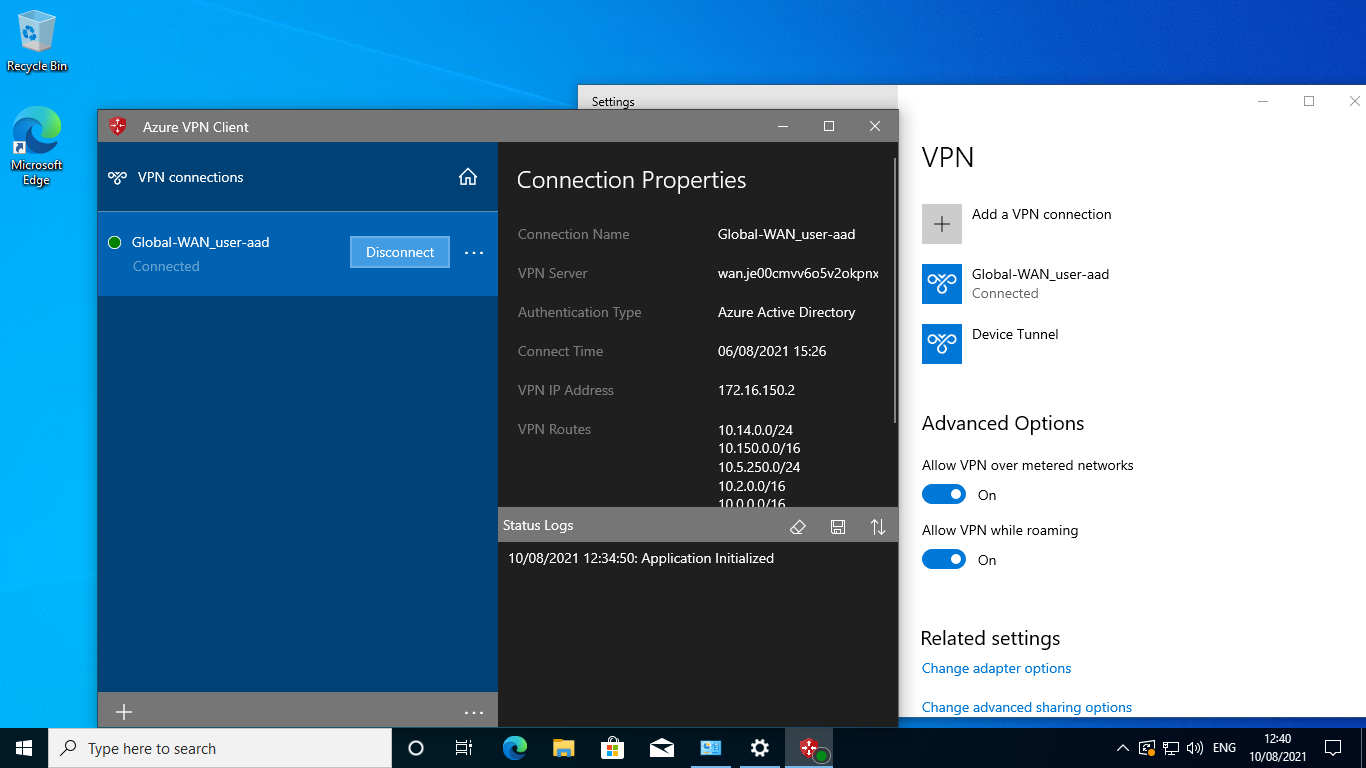 Recycle Bin
Microsoft
Edge
Settings
Azure VPN Client
VPN connections
Global-WAN_user-aad
Connected
Disconnect
Connection Properties
Connection Name Global-WAN_user-aad
VPN Server wan.je00cmvv6o5v2okpnx
Authentication Type Azure Active Directory
Connect Time 06/08/2021 15:26
VPN IP Address 172.16.150.2
VPN Routes 10.14.0.0/24
10.150.0.0/16
10.5.250.0/24
10.2.0.0/16
10.0.0.0/16
Status Logs
10/08/2021 12:34:50: Application Initialized
VPN
Add a VPN connection
Global-WAN_user-aad
Connected
Device Tunnel
Advanced Options
Allow VPN over metered networks
On
Allow VPN while roaming
On
Related settings
Change adapter options
Change advanced sharing options
Type here to search
ENG
12:40
10/08/2021